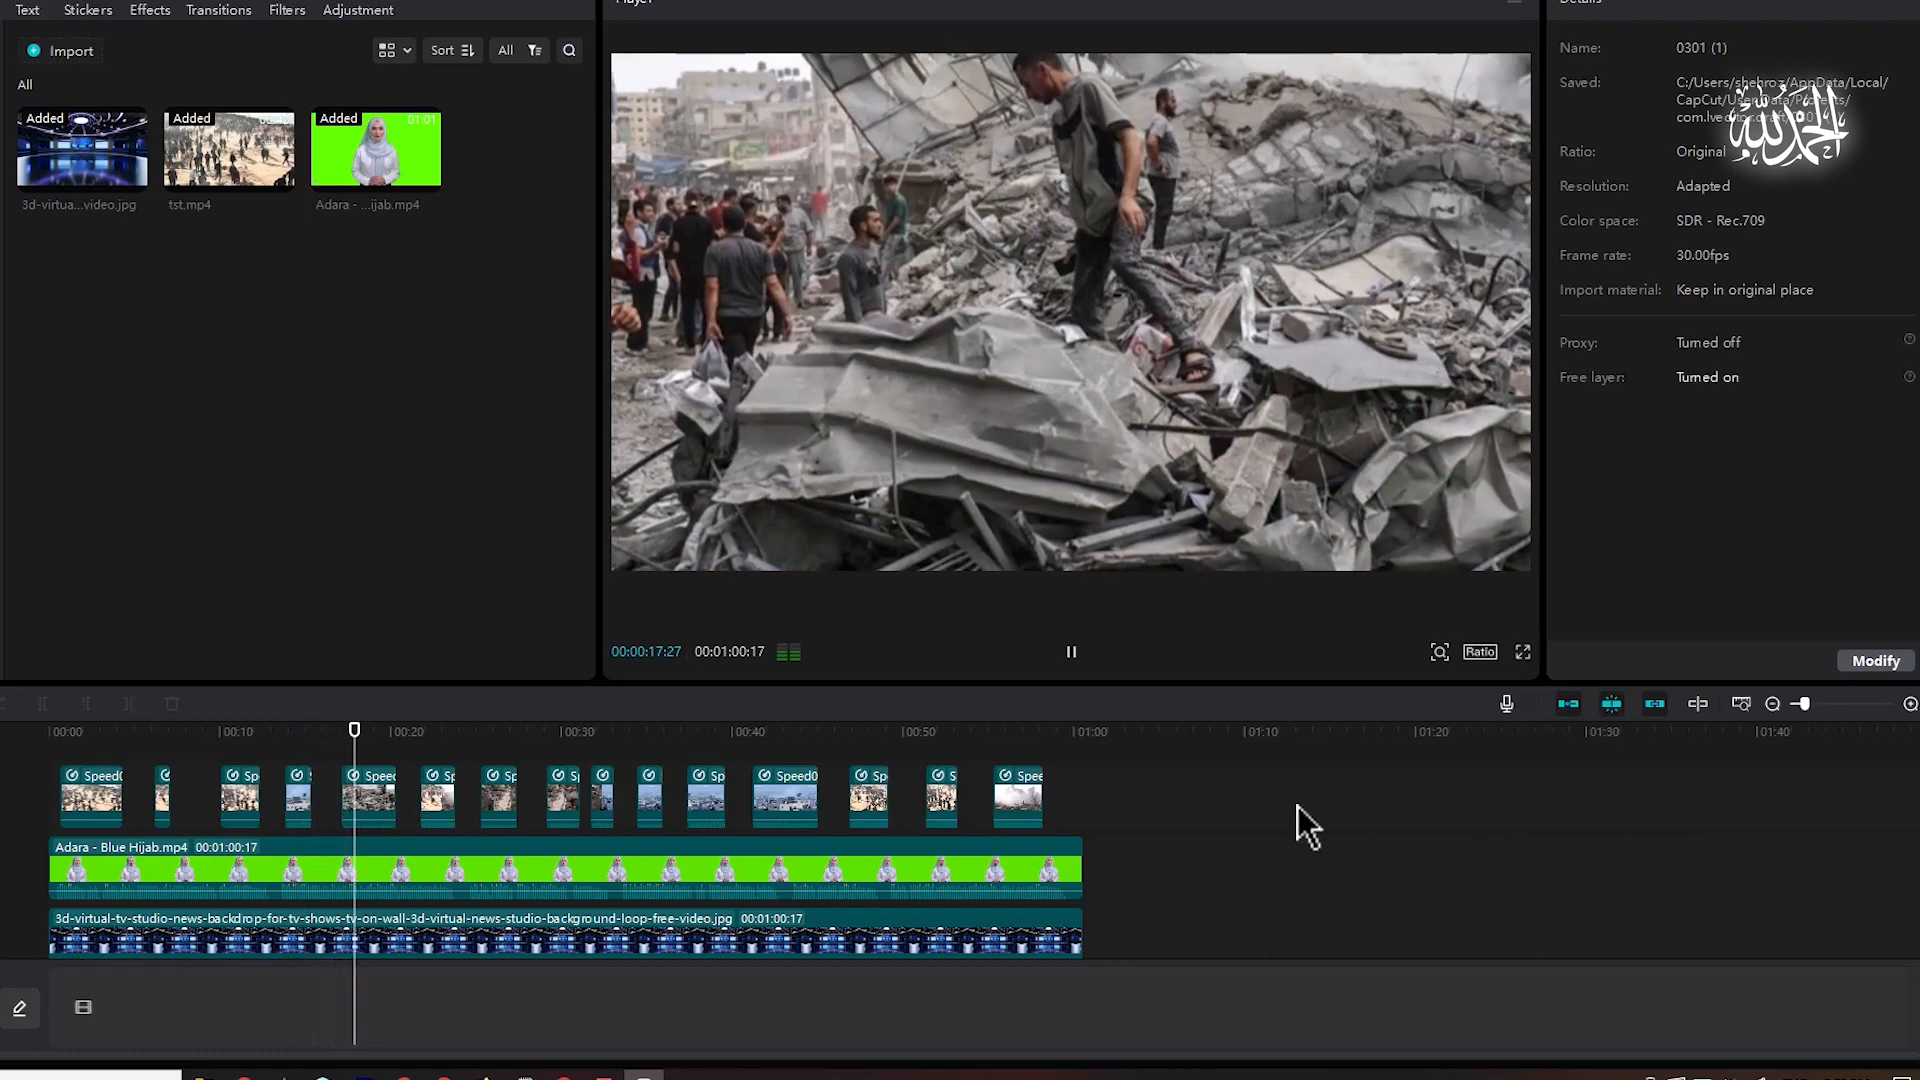 Text Stickers Effects Transitions Filters Adjustment
Import
Sort All
All
Added Added Added 01:01
3d-virtua...video.jpg tst.mp4 Adara - ...ijab.mp4
Name: 0301 (1)
Saved: C:/Users/shehroz/AppData/Local/
CapCut/User Data/Projects/
الحمد لله
Ratio: Original
Resolution: Adapted
Color space: SDR - Rec.709
Frame rate: 30.00fps
Import material: Keep in original place
Proxy: Turned off
Free layer: Turned on
00:00:17:27 00:01:00:17
Ratio
Modify
00:00 00:10 00:20 00:30 00:40 00:50 01:00 01:10 01:20 01:30 01:40
Speed0 Sp Speed Sp Sp Sp Sp Speed0 Sp S Spee
Adara - Blue Hijab.mp4 00:01:00:17
3d-virtual-tv-studio-news-backdrop-for-tv-shows-tv-on-wall-3d-virtual-news-studio-background-loop-free-video.jpg 00:01:00:17